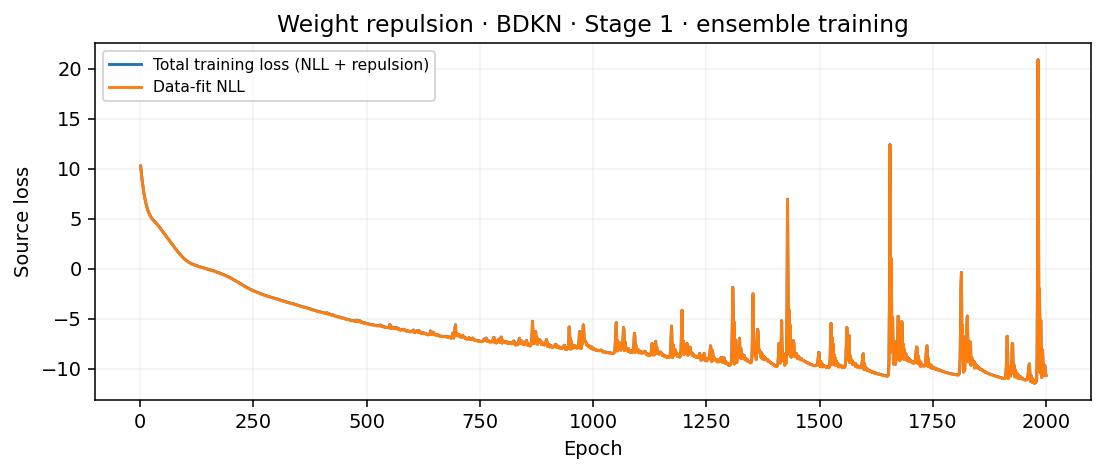 Weight repulsion · BDKN · Stage 1 · ensemble training
Total training loss (NLL + repulsion)
Data-fit NLL
Source loss
20
15
10
5
0
−5
−10
0 250 500 750 1000 1250 1500 1750 2000
Epoch